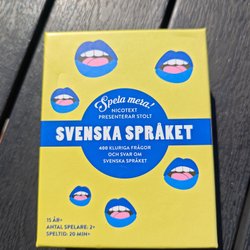 Spela mera!
NICOTEXT
PRESENTERAR STOLT
SVENSKA SPRÅKET
400 KLURIGA FRÅGOR
OCH SVAR OM
SVENSKA SPRÅKET
15 ÅR+
ANTAL SPELARE: 2+
SPELTID: 20 MIN+